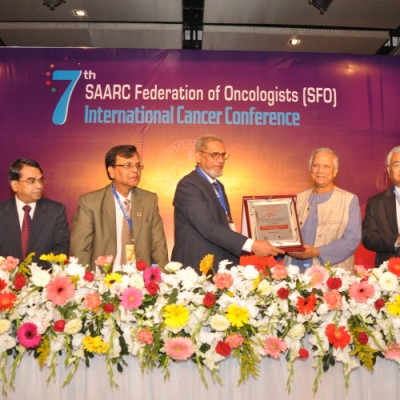 7th
SAARC Federation of Oncologists (SFO)
International Cancer Conference